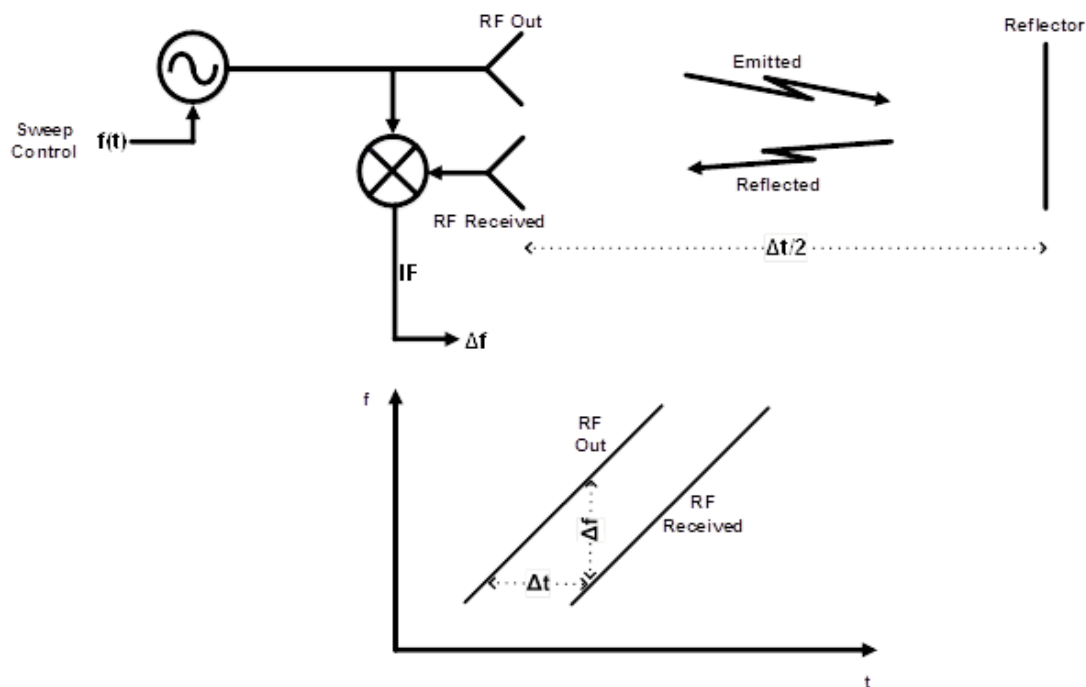 RF Out
Reflector
Emitted
Sweep
Control
f(t)
Reflected
RF Received
Δt/2
IF
Δf
f
RF
Out
Δf
RF
Received
Δt
t